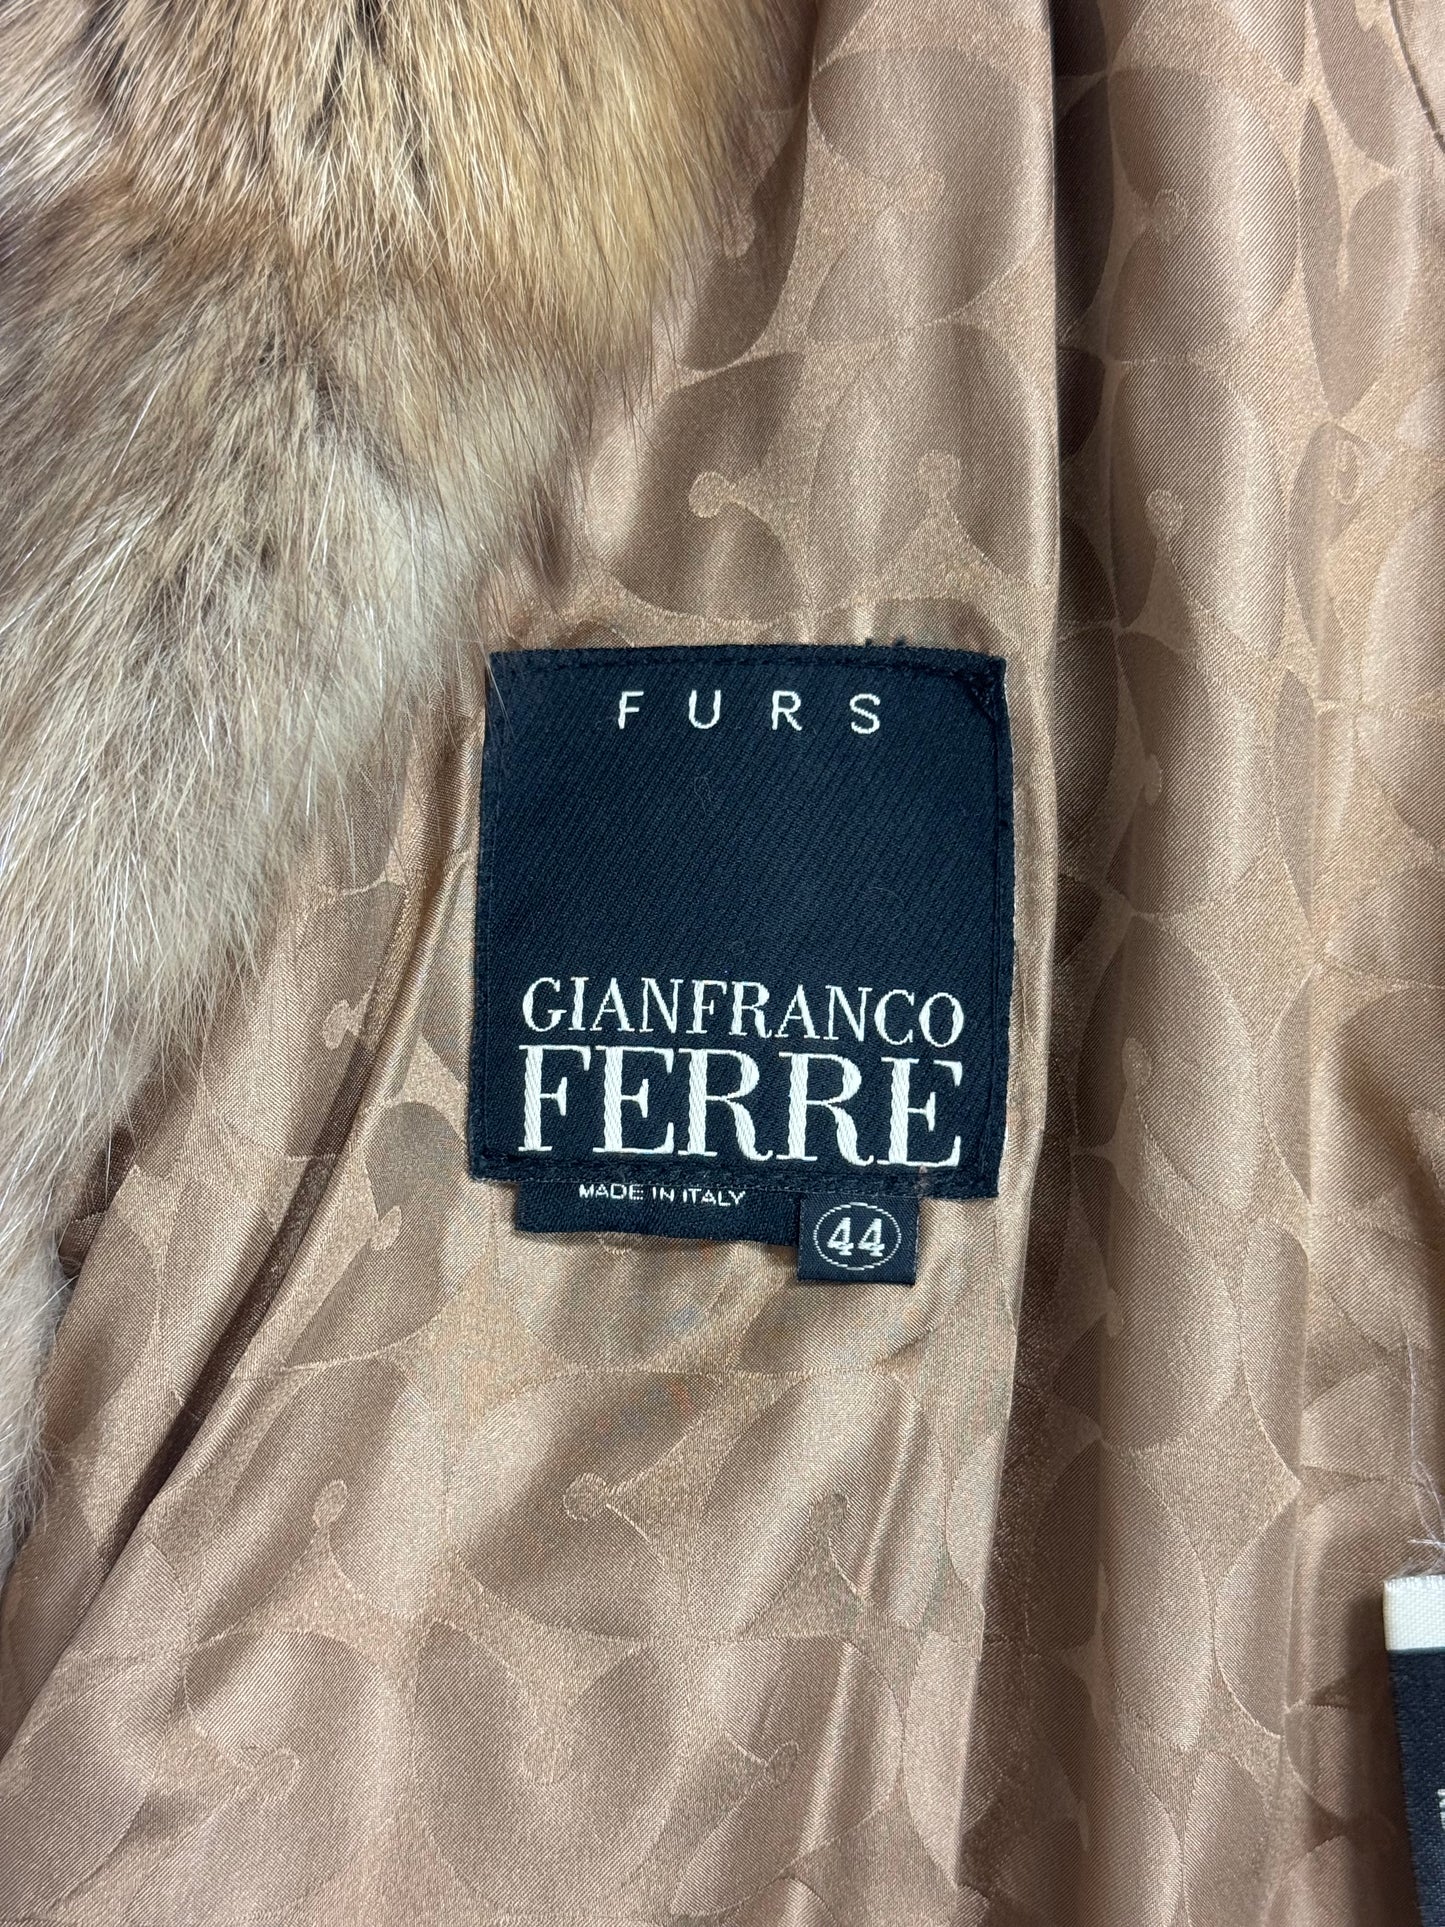 FURS
GIANFRANCO
FERRE
MADE IN ITALY
44